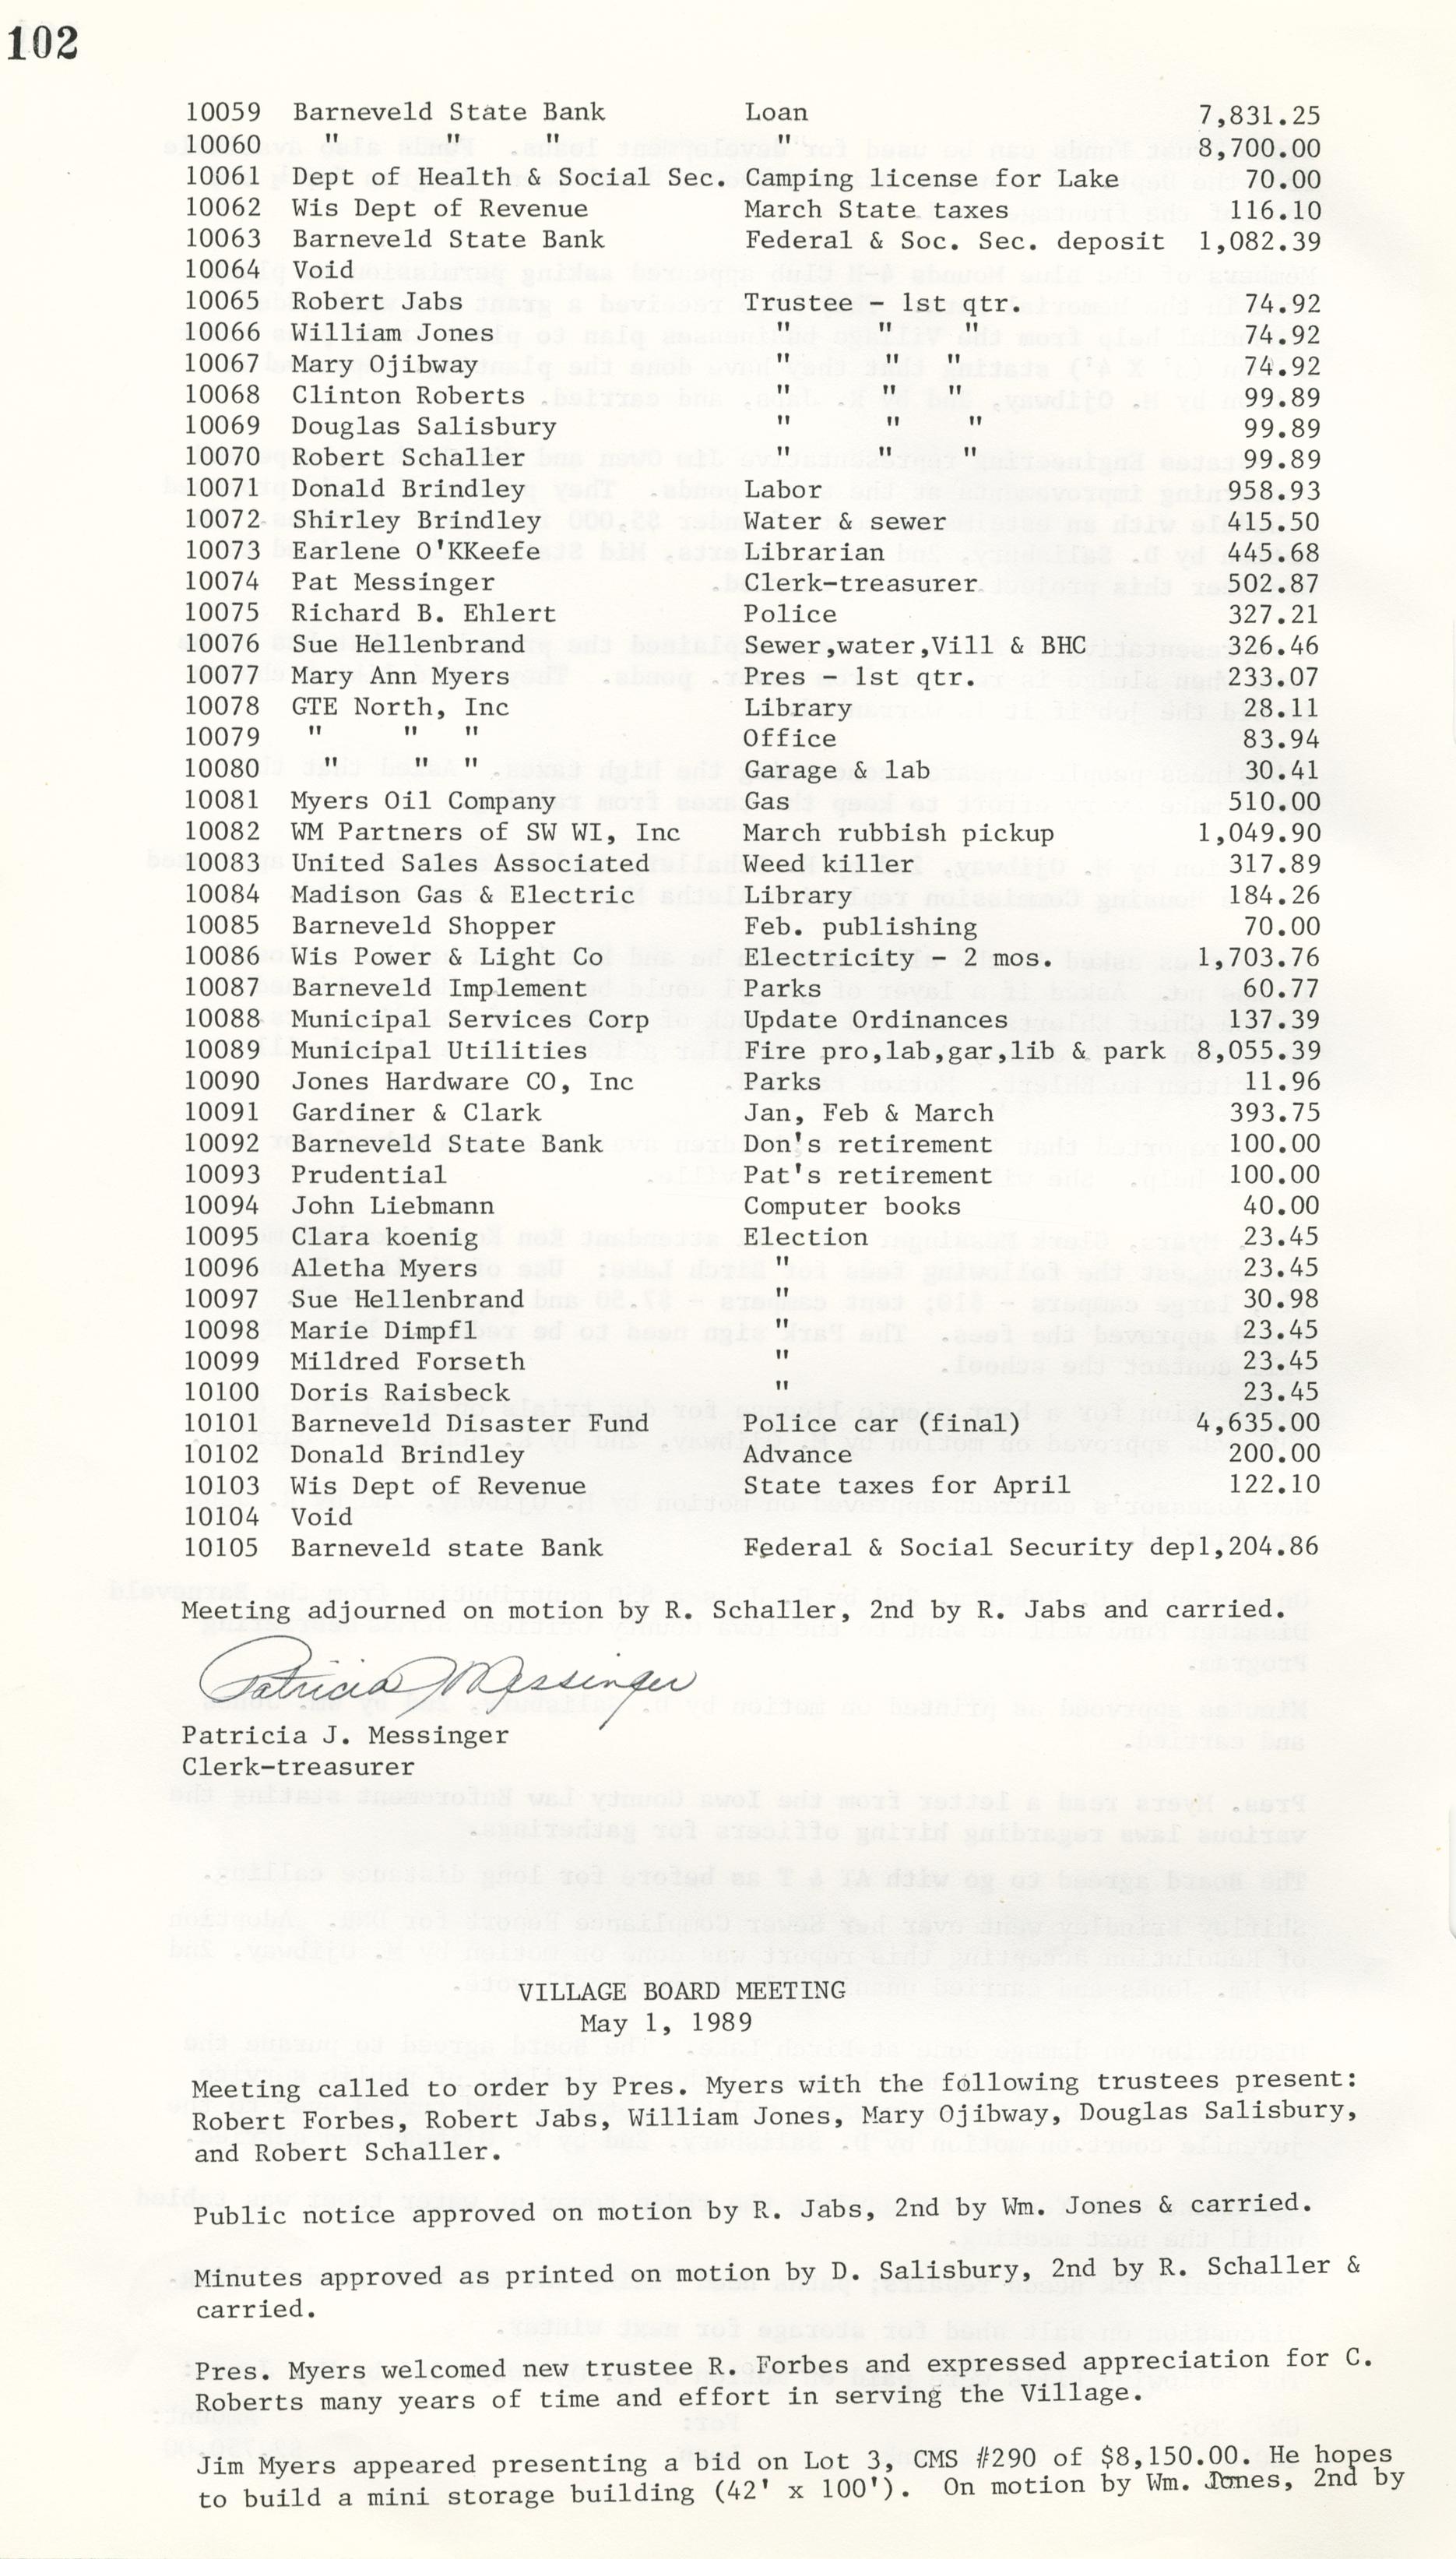 102
10059 Barneveld State Bank Loan 7,831.25
10060 " " " " 8,700.00
10061 Dept of Health & Social Sec. Camping license for Lake 70.00
10062 Wis Dept of Revenue March State taxes 116.10
10063 Barneveld State Bank Federal & Soc. Sec. deposit 1,082.39
10064 Void
10065 Robert Jabs Trustee - 1st qtr. 74.92
10066 William Jones " " " 74.92
10067 Mary Ojibway " " " 74.92
10068 Clinton Roberts " " " 99.89
10069 Douglas Salisbury " " " 99.89
10070 Robert Schaller " " " 99.89
10071 Donald Brindley Labor 958.93
10072 Shirley Brindley Water & sewer 415.50
10073 Earlene O'KKeefe Librarian 445.68
10074 Pat Messinger Clerk-treasurer 502.87
10075 Richard B. Ehlert Police 327.21
10076 Sue Hellenbrand Sewer,water,Vill & BHC 326.46
10077 Mary Ann Myers Pres - 1st qtr. 233.07
10078 GTE North, Inc Library 28.11
10079 " " " Office 83.94
10080 " " " Garage & lab 30.41
10081 Myers Oil Company Gas 510.00
10082 WM Partners of SW WI, Inc March rubbish pickup 1,049.90
10083 United Sales Associated Weed killer 317.89
10084 Madison Gas & Electric Library 184.26
10085 Barneveld Shopper Feb. publishing 70.00
10086 Wis Power & Light Co Electricity - 2 mos. 1,703.76
10087 Barneveld Implement Parks 60.77
10088 Municipal Services Corp Update Ordinances 137.39
10089 Municipal Utilities Fire pro,lab,gar,lib & park 8,055.39
10090 Jones Hardware CO, Inc Parks 11.96
10091 Gardiner & Clark Jan, Feb & March 393.75
10092 Barneveld State Bank Don's retirement 100.00
10093 Prudential Pat's retirement 100.00
10094 John Liebmann Computer books 40.00
10095 Clara koenig Election 23.45
10096 Aletha Myers " 23.45
10097 Sue Hellenbrand " 30.98
10098 Marie Dimpfl " 23.45
10099 Mildred Forseth " 23.45
10100 Doris Raisbeck " 23.45
10101 Barneveld Disaster Fund Police car (final) 4,635.00
10102 Donald Brindley Advance 200.00
10103 Wis Dept of Revenue State taxes for April 122.10
10104 Void
10105 Barneveld state Bank Federal & Social Security dep1,204.86
Meeting adjourned on motion by R. Schaller, 2nd by R. Jabs and carried.
Patricia J Messinger
Patricia J. Messinger
Clerk-treasurer
VILLAGE BOARD MEETING
May 1, 1989
Meeting called to order by Pres. Myers with the following trustees present:
Robert Forbes, Robert Jabs, William Jones, Mary Ojibway, Douglas Salisbury,
and Robert Schaller.
Public notice approved on motion by R. Jabs, 2nd by Wm. Jones & carried.
Minutes approved as printed on motion by D. Salisbury, 2nd by R. Schaller &
carried.
Pres. Myers welcomed new trustee R. Forbes and expressed appreciation for C.
Roberts many years of time and effort in serving the Village.
Jim Myers appeared presenting a bid on Lot 3, CMS #290 of $8,150.00. He hopes
to build a mini storage building (42' x 100'). On motion by Wm. Jones, 2nd by